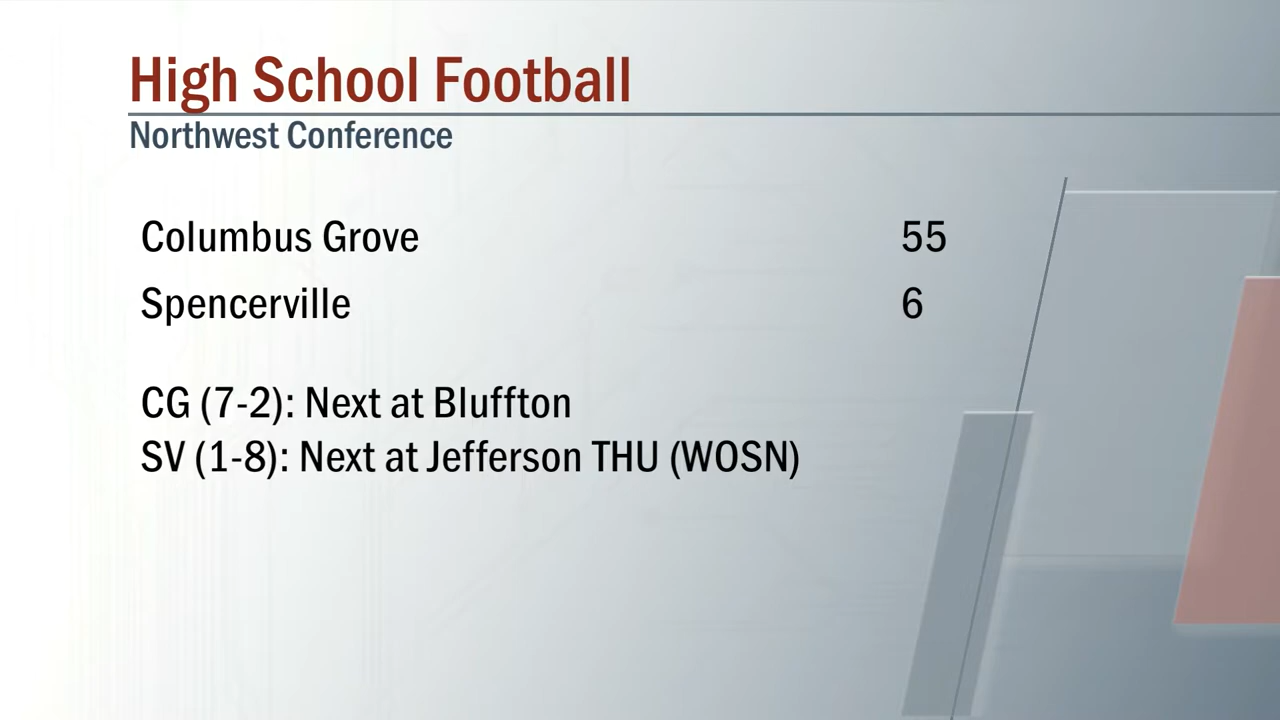 High School Football
Northwest Conference
Columbus Grove 55
Spencerville 6
CG (7-2): Next at Bluffton
SV (1-8): Next at Jefferson THU (WOSN)